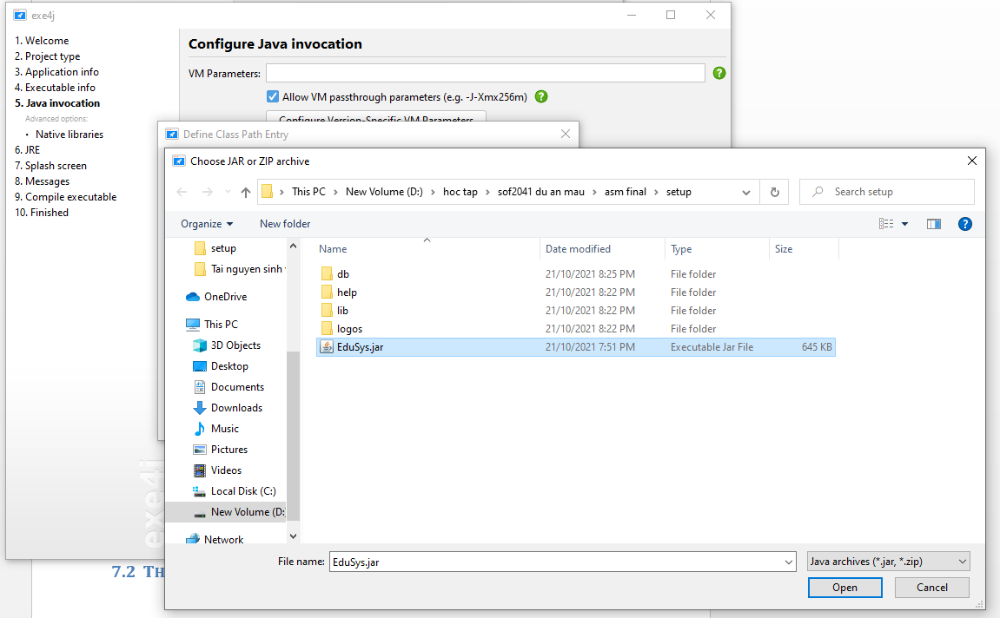 exe4j
1. Welcome
2. Project type
3. Application info
4. Executable info
5. Java invocation
Advanced options:
• Native libraries
6. JRE
7. Splash screen
8. Messages
9. Compile executable
10. Finished
exe4j
Configure Java invocation
VM Parameters:
Allow VM passthrough parameters (e.g. -J-Xmx256m)
Configure Version-Specific VM Parameters
Define Class Path Entry
Choose JAR or ZIP archive
This PC > New Volume (D:) > hoc tap > sof2041 du an mau > asm final > setup
Search setup
Organize
New folder
setup
Tai nguyen sinh
OneDrive
This PC
3D Objects
Desktop
Documents
Downloads
Music
Pictures
Videos
Local Disk (C:)
New Volume (D:
Network
Name Date modified Type Size
db 21/10/2021 8:25 PM File folder
help 21/10/2021 8:22 PM File folder
lib 21/10/2021 8:22 PM File folder
logos 21/10/2021 8:22 PM File folder
EduSys.jar 21/10/2021 7:51 PM Executable Jar File 645 KB
File name: EduSys.jar
Java archives (*.jar, *.zip)
Open Cancel
7.2 TH